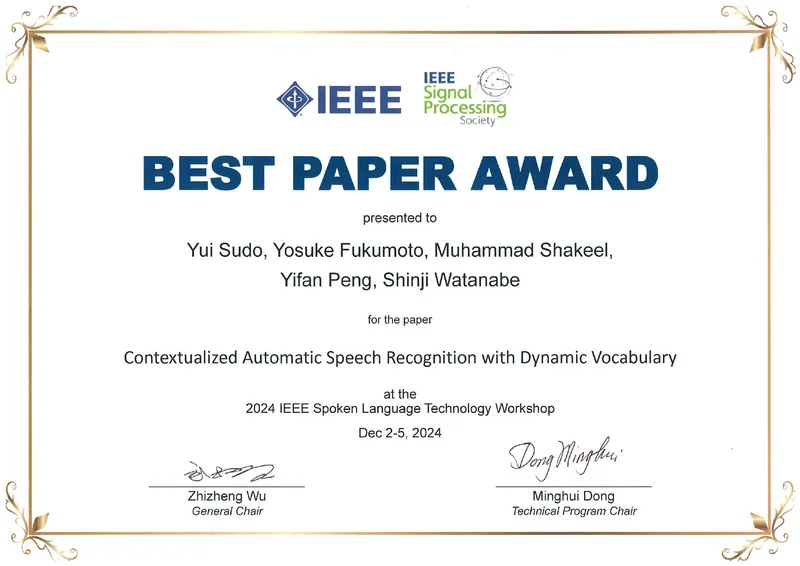 IEEE
IEEE
Signal
Processing
Society
BEST PAPER AWARD
presented to
Yui Sudo, Yosuke Fukumoto, Muhammad Shakeel,
Yifan Peng, Shinji Watanabe
for the paper
Contextualized Automatic Speech Recognition with Dynamic Vocabulary
at the
2024 IEEE Spoken Language Technology Workshop
Dec 2-5, 2024
Dong Minghui
Zhizheng Wu
General Chair
Minghui Dong
Technical Program Chair